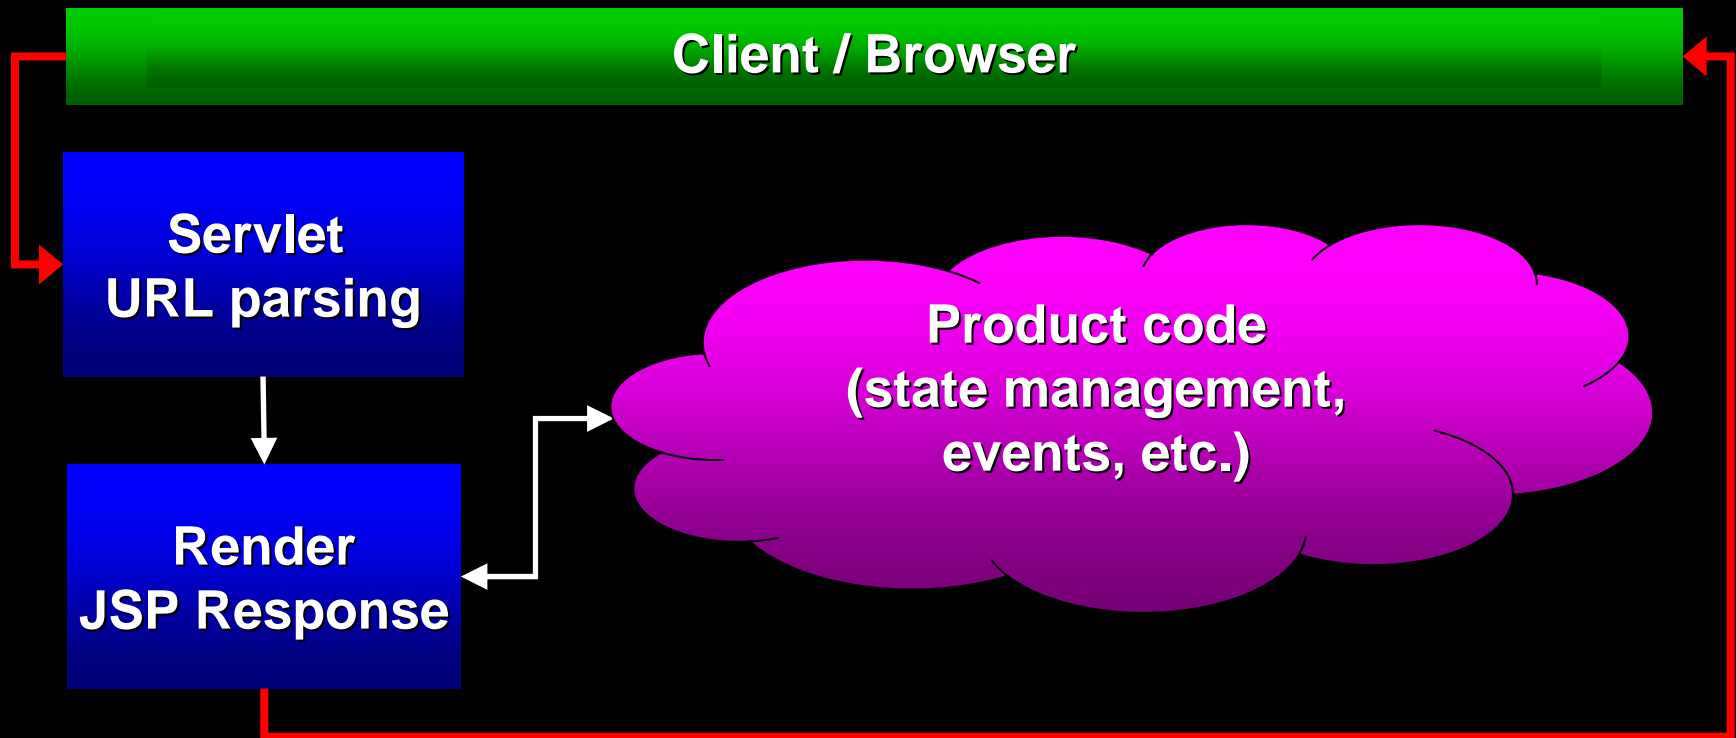 Client / Browser
Servlet
URL parsing
Product code
(state management,
events, etc.)
Render
JSP Response